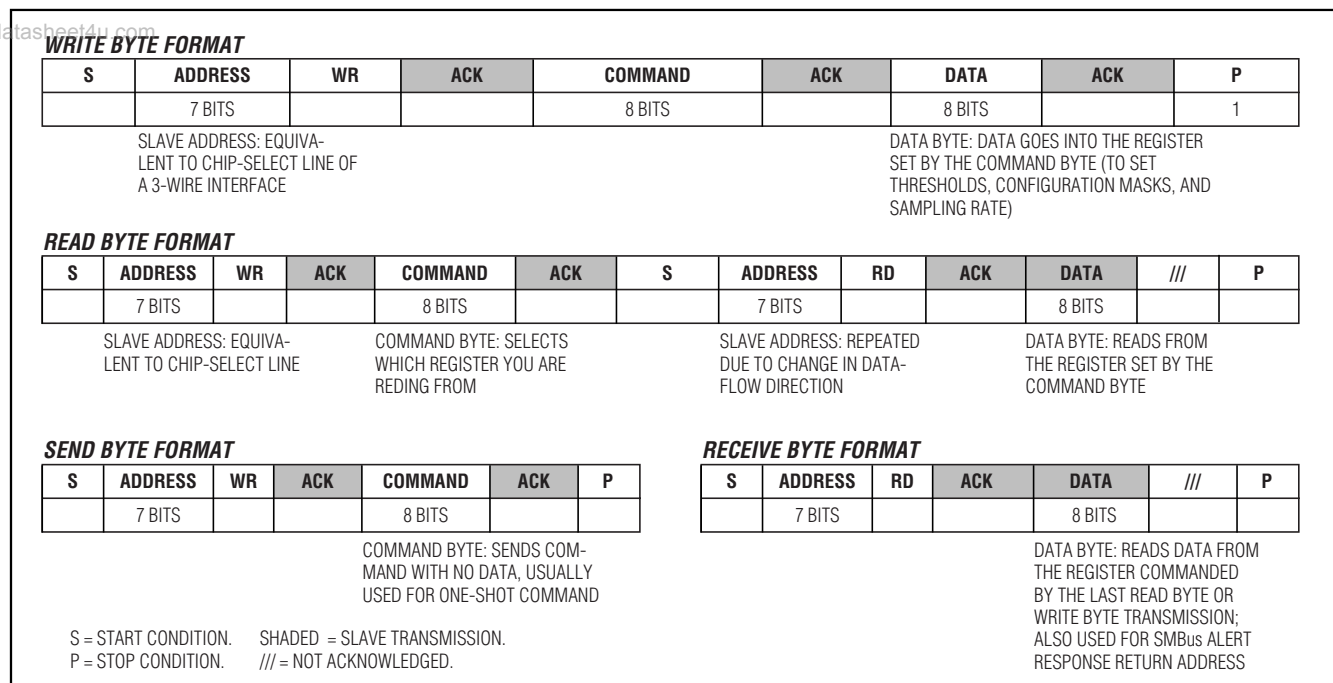 atasheet4u.com
WRITE BYTE FORMAT
S ADDRESS WR ACK COMMAND ACK DATA ACK P
7 BITS 8 BITS 8 BITS 1
SLAVE ADDRESS: EQUIVA-
LENT TO CHIP-SELECT LINE OF
A 3-WIRE INTERFACE
DATA BYTE: DATA GOES INTO THE REGISTER
SET BY THE COMMAND BYTE (TO SET
THRESHOLDS, CONFIGURATION MASKS, AND
SAMPLING RATE)
READ BYTE FORMAT
S ADDRESS WR ACK COMMAND ACK S ADDRESS RD ACK DATA /// P
7 BITS 8 BITS 7 BITS 8 BITS
SLAVE ADDRESS: EQUIVA-
LENT TO CHIP-SELECT LINE
COMMAND BYTE: SELECTS
WHICH REGISTER YOU ARE
REDING FROM
SLAVE ADDRESS: REPEATED
DUE TO CHANGE IN DATA-
FLOW DIRECTION
DATA BYTE: READS FROM
THE REGISTER SET BY THE
COMMAND BYTE
SEND BYTE FORMAT
S ADDRESS WR ACK COMMAND ACK P
7 BITS 8 BITS
COMMAND BYTE: SENDS COM-
MAND WITH NO DATA, USUALLY
USED FOR ONE-SHOT COMMAND
RECEIVE BYTE FORMAT
S ADDRESS RD ACK DATA /// P
7 BITS 8 BITS
DATA BYTE: READS DATA FROM
THE REGISTER COMMANDED
BY THE LAST READ BYTE OR
WRITE BYTE TRANSMISSION;
ALSO USED FOR SMBus ALERT
RESPONSE RETURN ADDRESS
S = START CONDITION. SHADED = SLAVE TRANSMISSION.
P = STOP CONDITION. /// = NOT ACKNOWLEDGED.